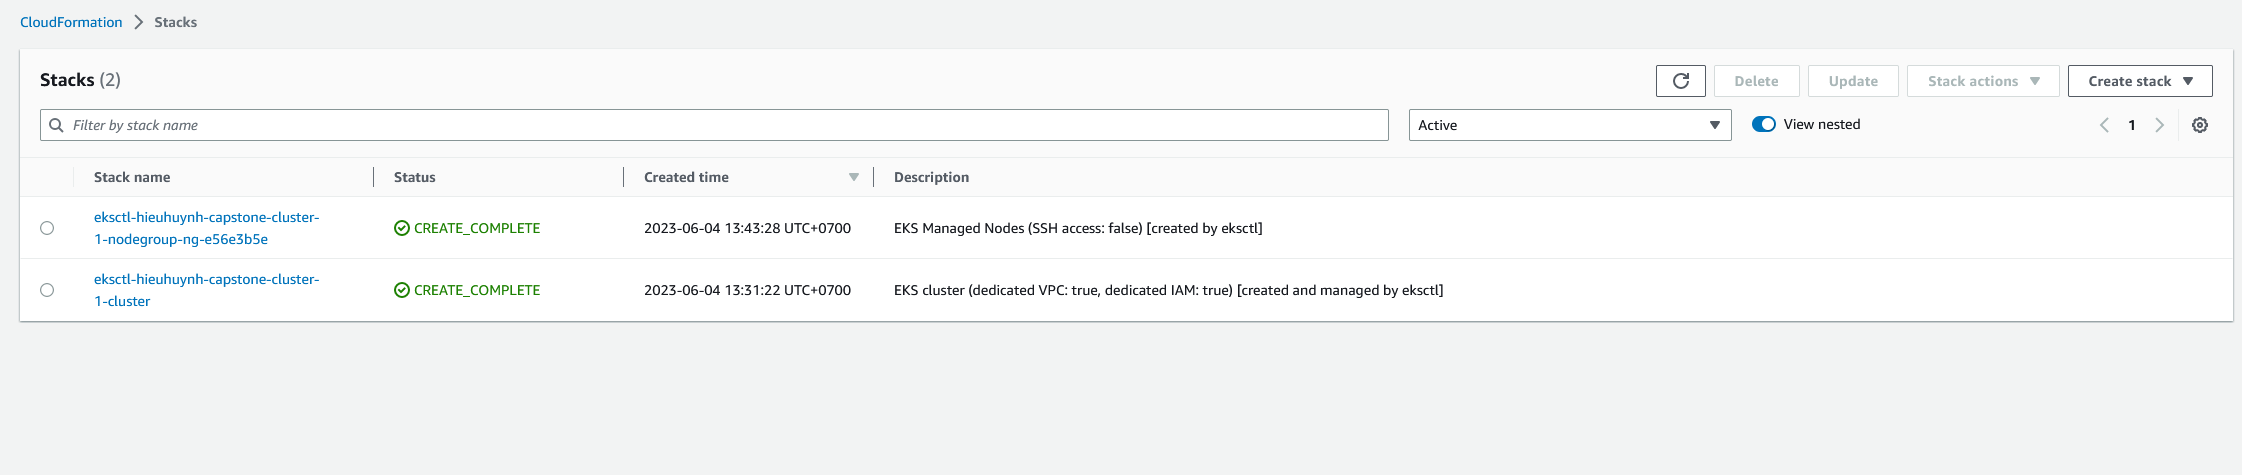 CloudFormation > Stacks
Stacks (2)
Delete
Update
Stack actions
Create stack
Filter by stack name
Active
View nested
1
Stack name Status Created time Description
eksctl-hieuhuynh-capstone-cluster-
1-nodegroup-ng-e56e3b5e
CREATE_COMPLETE
2023-06-04 13:43:28 UTC+0700
EKS Managed Nodes (SSH access: false) [created by eksctl]
eksctl-hieuhuynh-capstone-cluster-
1-cluster
CREATE_COMPLETE
2023-06-04 13:31:22 UTC+0700
EKS cluster (dedicated VPC: true, dedicated IAM: true) [created and managed by eksctl]